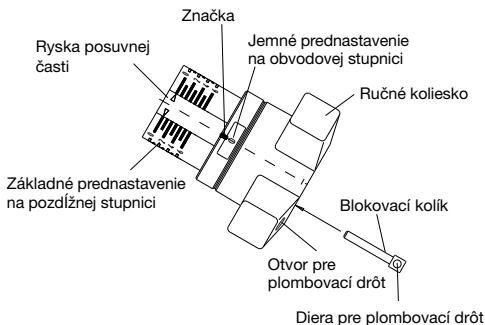 Značka
Ryska posuvnej
časti
Jemné prednastavenie
na obvodovej stupnici
Ručné koliesko
Základné prednastavenie
na pozdĺžnej stupnici
Blokovací kolík
Otvor pre
plombovací drôt
Diera pre plombovací drôt